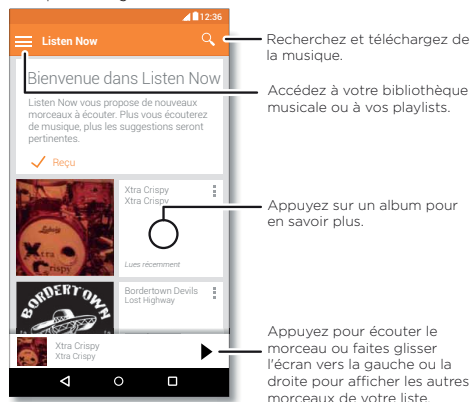 12:36
Listen Now
Bienvenue dans Listen Now
Listen Now vous propose de nouveaux
morceaux à écouter. Plus vous écouterez
de musique, plus les suggestions seront
pertinentes.
Reçu
Xtra Crispy
Xtra Crispy
Lues récemment
Ludwig
Xtra
Crispy
Bordertown Devils
Lost Highway
BORDERTOWN
Xtra Crispy
Xtra Crispy
Recherchez et téléchargez de
la musique.
Accédez à votre bibliothèque
musicale ou à vos playlists.
Appuyez sur un album pour
en savoir plus.
Appuyez pour écouter le
morceau ou faites glisser
l'écran vers la gauche ou la
droite pour afficher les autres
morceaux de votre liste.